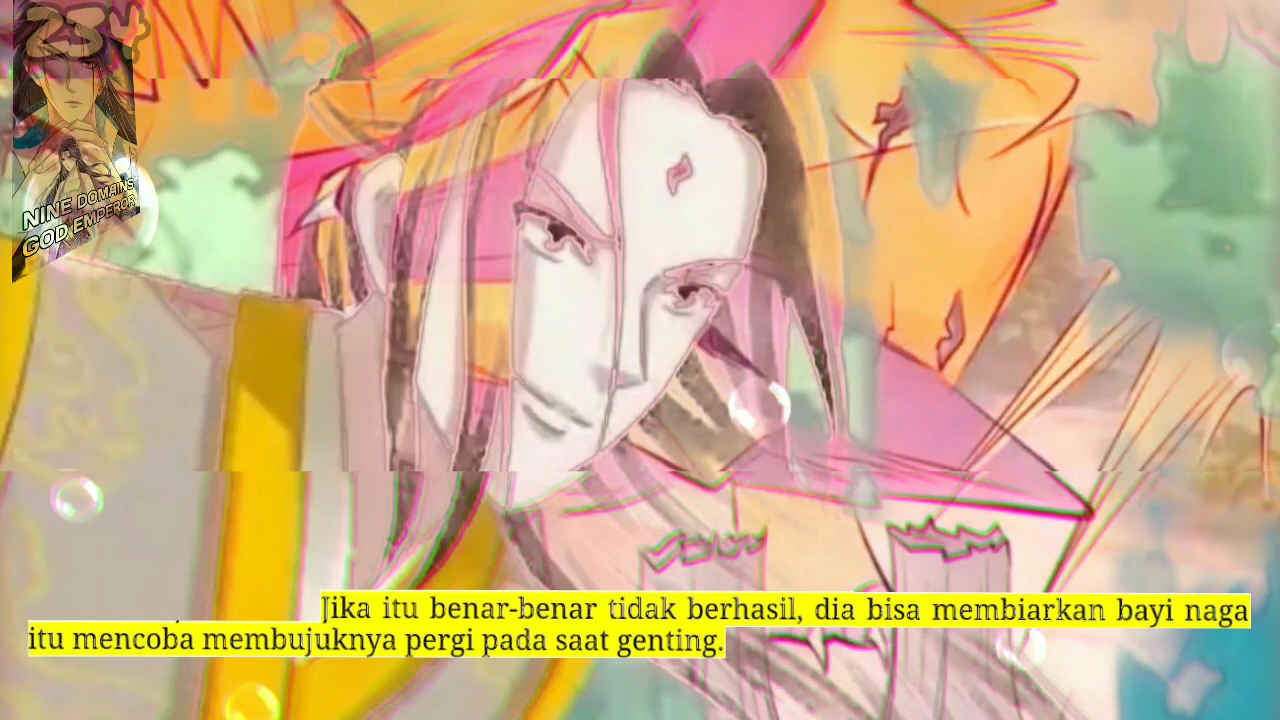 ZSY
NINE DOMAINS
GOD EMPEROR
Jika itu benar-benar tidak berhasil, dia bisa membiarkan bayi naga
itu mencoba membujuknya pergi pada saat genting.